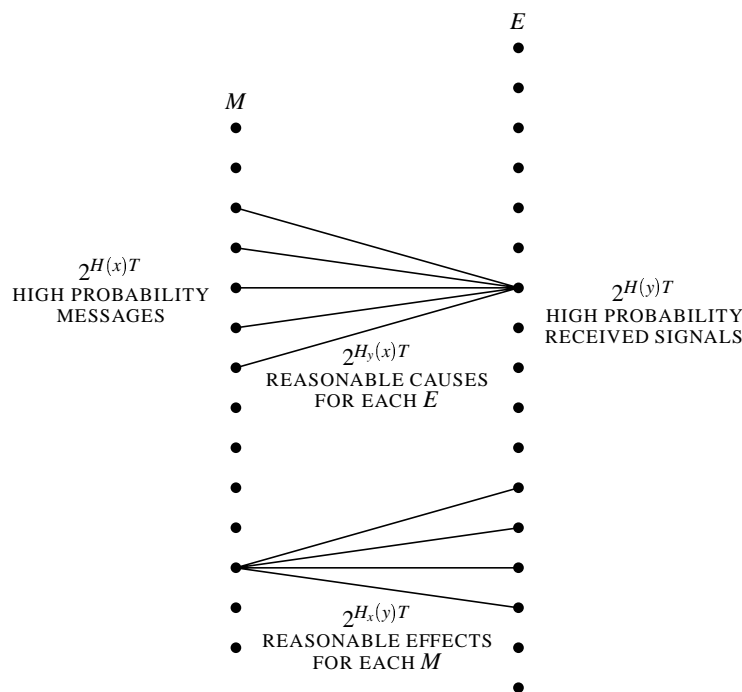 E
M
2^{H(x)T}
HIGH PROBABILITY
MESSAGES
2^{H(y)T}
HIGH PROBABILITY
RECEIVED SIGNALS
2^{H_y(x)T}
REASONABLE CAUSES
FOR EACH E
2^{H_x(y)T}
REASONABLE EFFECTS
FOR EACH M